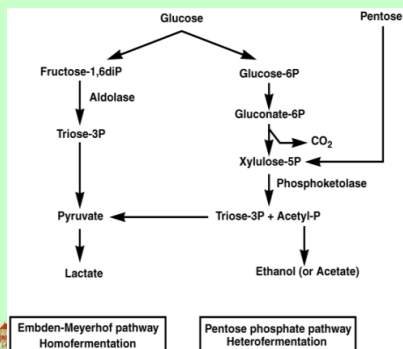 Glucose
Pentose
Fructose-1,6diP
Glucose-6P
Aldolase
Gluconate-6P
Triose-3P
CO2
Xylulose-5P
Phosphoketolase
Pyruvate
Triose-3P + Acetyl-P
Lactate
Ethanol (or Acetate)
Embden-Meyerhof pathway
Homofermentation
Pentose phosphate pathway
Heterofermentation